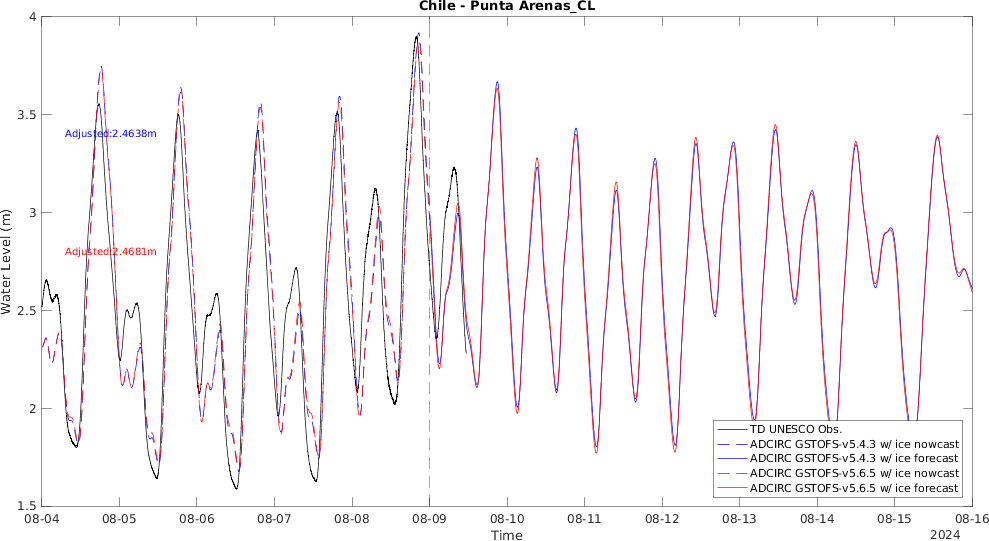 Chile - Punta Arenas_CL
4
3.5
3
2.5
2
1.5
Water Level (m)
Adjusted:2.4638m
Adjusted:2.4681m
TD UNESCO Obs.
ADCIRC GSTOFS-v5.4.3 w/ ice nowcast
ADCIRC GSTOFS-v5.4.3 w/ ice forecast
ADCIRC GSTOFS-v5.6.5 w/ ice nowcast
ADCIRC GSTOFS-v5.6.5 w/ ice forecast
08-04 08-05 08-06 08-07 08-08 08-09 08-10 08-11 08-12 08-13 08-14 08-15 08-16
Time
2024